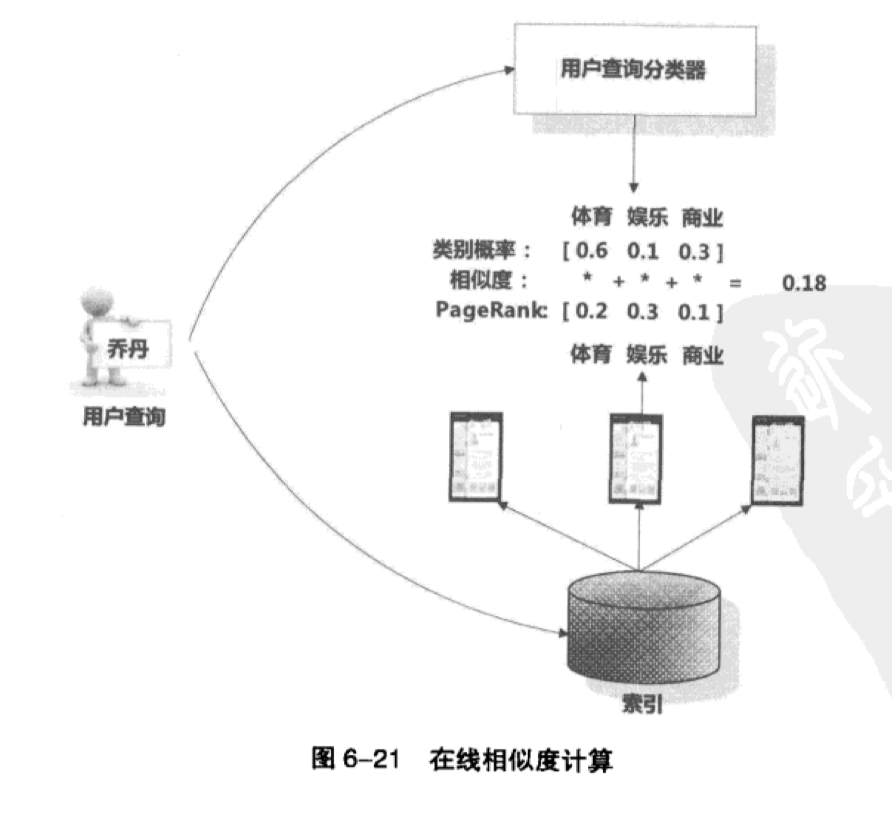 用户查询分类器
体育 娱乐 商业
类别概率： [ 0.6 0.1 0.3 ]
相似度： * + * + * = 0.18
PageRank: [ 0.2 0.3 0.1 ]
体育 娱乐 商业
乔丹
用户查询
索引
图 6-21 在线相似度计算